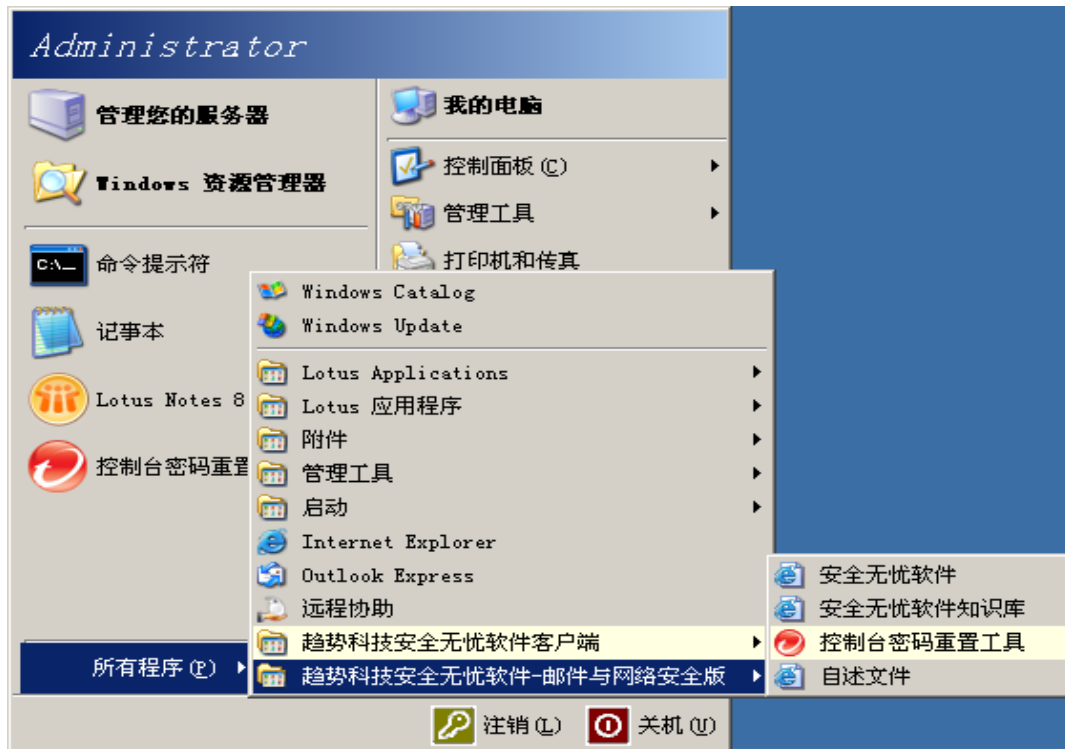 Administrator
管理您的服务器
我的电脑
Windows 资源管理器
控制面板(C)
管理工具
命令提示符
打印机和传真
记事本
Lotus Notes 8
控制台密码重置
Windows Catalog
Windows Update
Lotus Applications
Lotus 应用程序
附件
管理工具
启动
Internet Explorer
Outlook Express
远程协助
趋势科技安全无忧软件客户端
趋势科技安全无忧软件-邮件与网络安全版
安全无忧软件
安全无忧软件知识库
控制台密码重置工具
自述文件
所有程序(P)
注销(L)
关机(U)